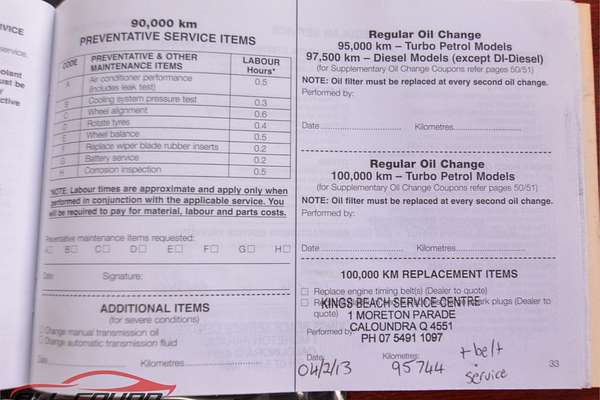 VICE
service.
oolant
ust be
y
ective
90,000 km
PREVENTATIVE SERVICE ITEMS
CODE PREVENTATIVE & OTHER MAINTENANCE ITEMS LABOUR Hours*
A Air conditioner performance (includes leak test) 0.5
B Cooling system pressure test 0.3
C Wheel alignment 0.6
D Rotate tyres 0.4
E Wheel balance 0.5
F Replace wiper blade rubber inserts 0.2
G Battery service 0.2
H Corrosion inspection 0.5
*NOTE: Labour times are approximate and apply only when
performed in conjunction with the applicable service. You
will be required to pay for material, labour and parts costs.
Preventative maintenance items requested:
A□ B□ C□ D□ E□ F□ G□ H□
Date: Signature:
ADDITIONAL ITEMS
(for severe conditions)
□ Change manual transmission oil
□ Change automatic transmission fluid
Date Kilometres
Regular Oil Change
95,000 km – Turbo Petrol Models
97,500 km – Diesel Models (except DI-Diesel)
(for Supplementary Oil Change Coupons refer pages 50/51)
NOTE: Oil filter must be replaced at every second oil change.
Performed by:
Date Kilometres
Regular Oil Change
100,000 km – Turbo Petrol Models
(for Supplementary Oil Change Coupons refer pages 50/51)
NOTE: Oil filter must be replaced at every second oil change.
Performed by:
Date Kilometres
100,000 KM REPLACEMENT ITEMS
□ Replace engine timing belt(s) (Dealer to quote)
KINGS BEACH SERVICE CENTRE
plugs (Dealer to
quote)
1 MORETON PARADE
CALOUNDRA Q 4551
Performed by
PH 07 5491 1097
Date Kilometres:
04/2/13 95744 t belt
service
33